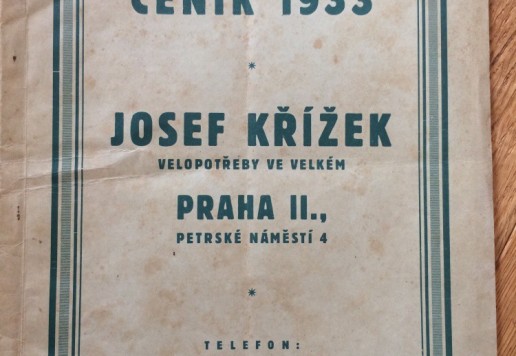 CENÍK 1933
*
JOSEF KŘÍŽEK
VELOPOTŘEBY VE VELKÉM
PRAHA II.,
PETRSKÉ NÁMĚSTÍ 4
*
TELEFON: